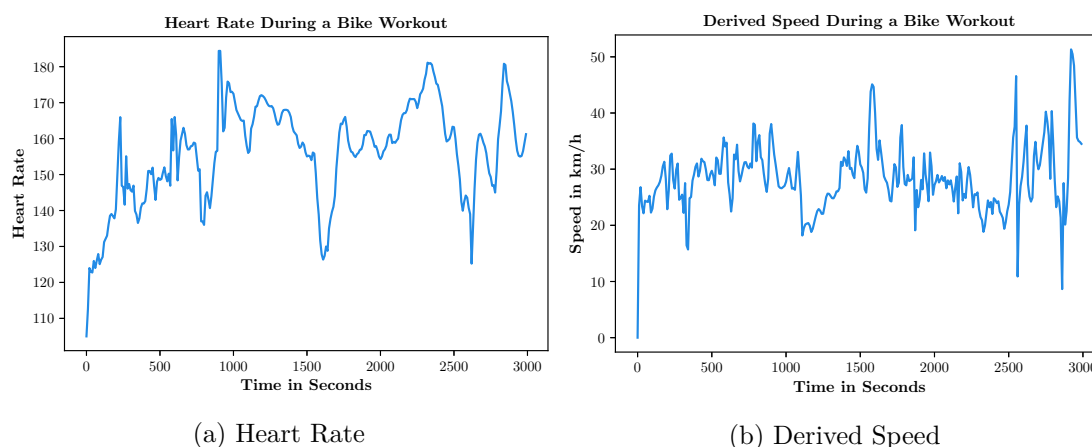 Heart Rate During a Bike Workout
180
170
160
150
140
130
120
110
Heart Rate
0 500 1000 1500 2000 2500 3000
Time in Seconds
(a) Heart Rate
Derived Speed During a Bike Workout
50
40
30
20
10
0
Speed in km/h
0 500 1000 1500 2000 2500 3000
Time in Seconds
(b) Derived Speed